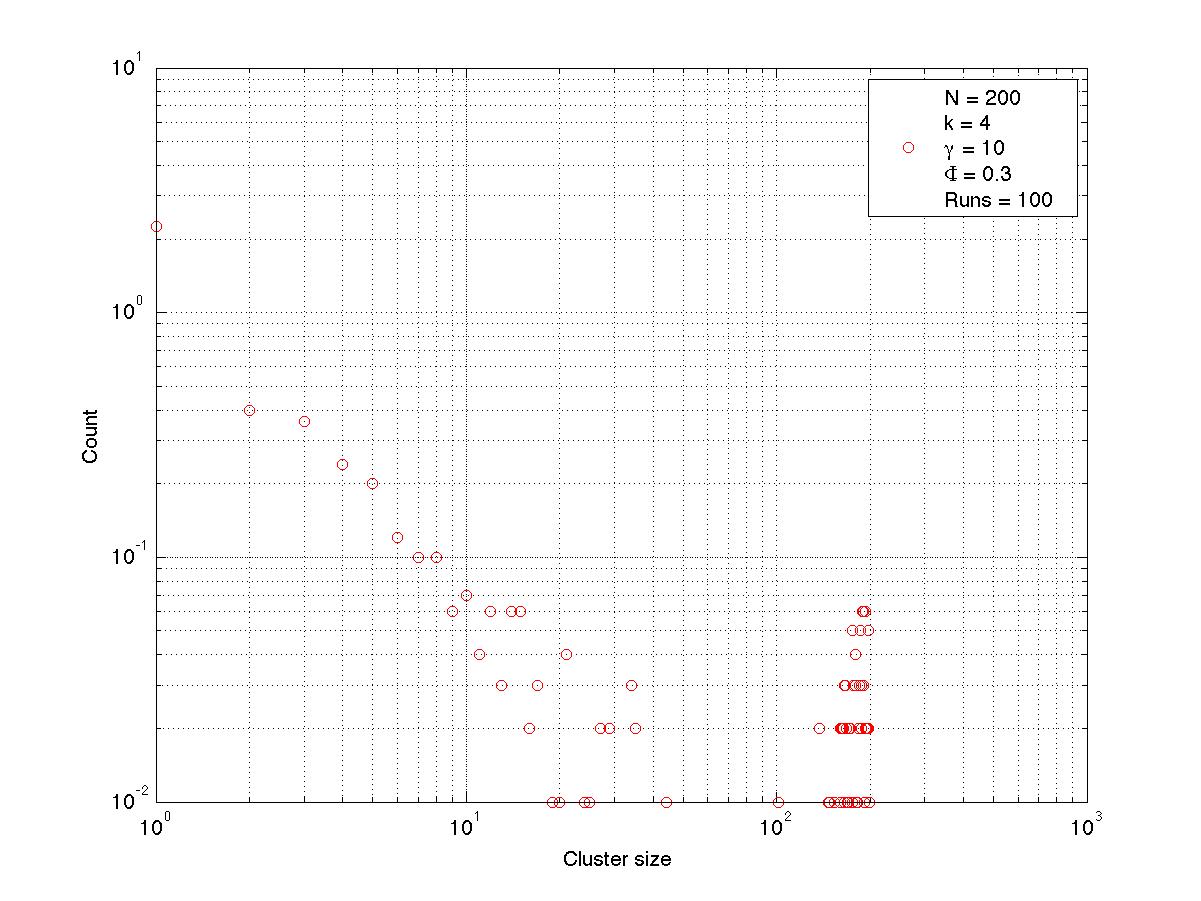 10^1
10^0
10^-1
10^-2
Count
N = 200
k = 4
γ = 10
Φ = 0.3
Runs = 100
10^0 10^1 10^2 10^3
Cluster size